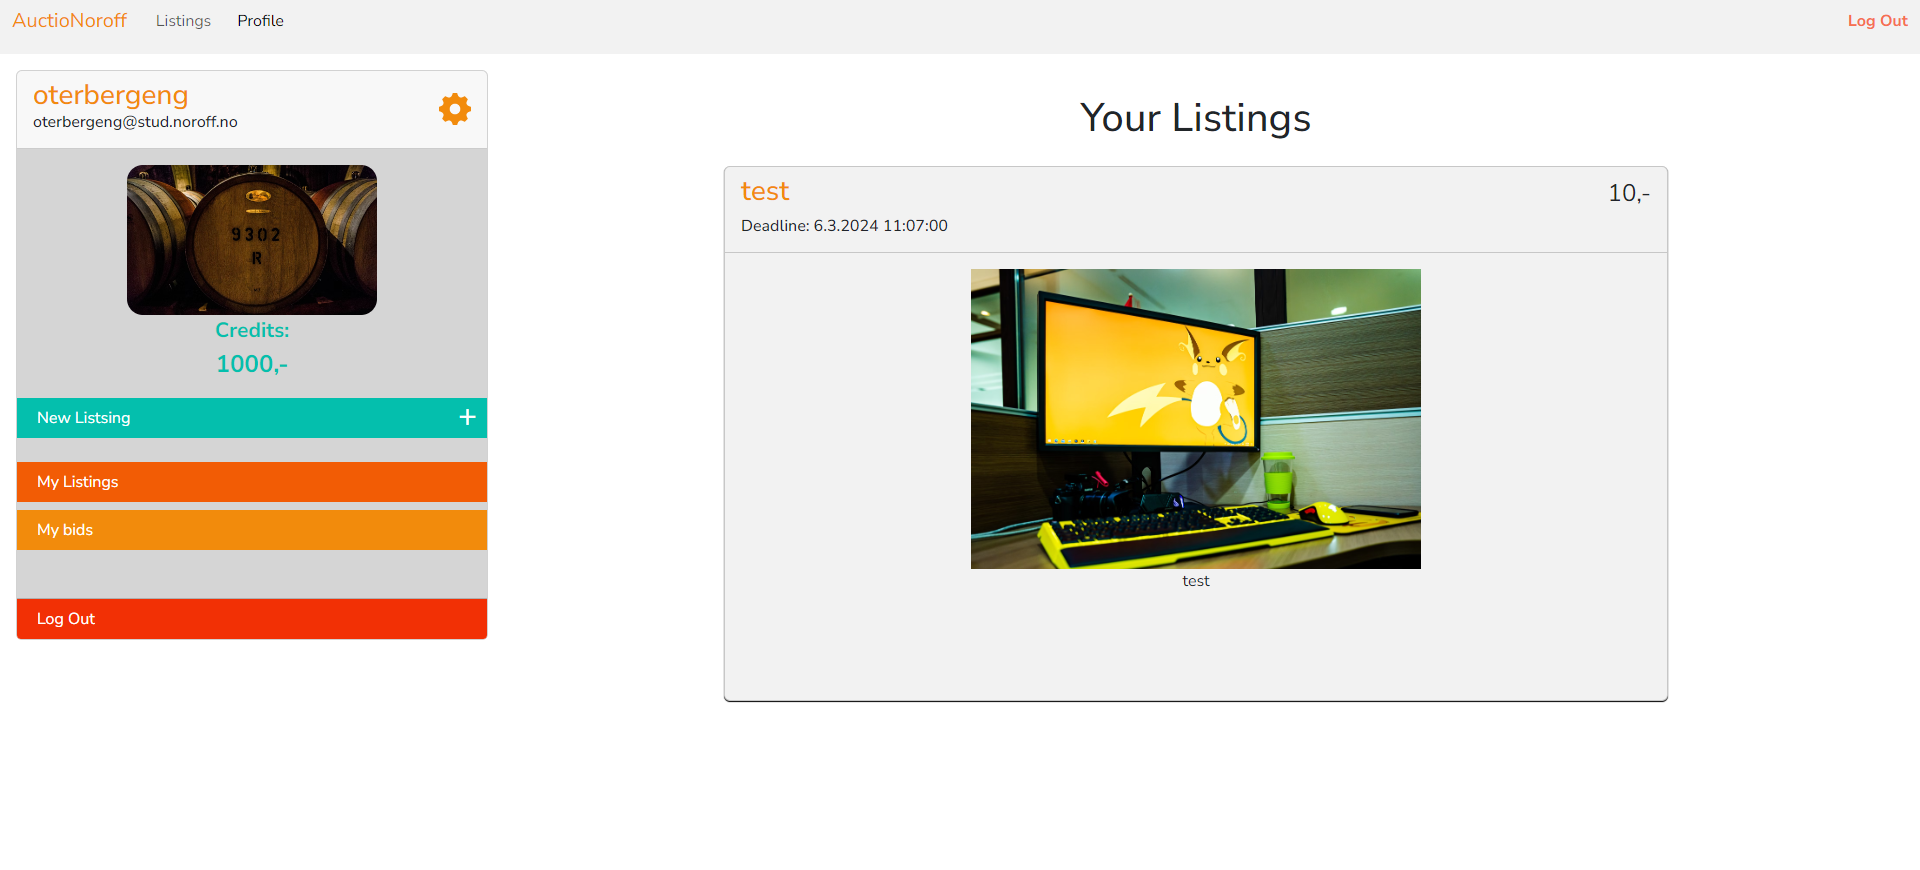 AuctioNoroff Listings Profile Log Out
oterbergeng
oterbergeng@stud.noroff.no
9302
R
Credits:
1000,-
New Listsing +
My Listings
My bids
Log Out
Your Listings
test 10,-
Deadline: 6.3.2024 11:07:00
test